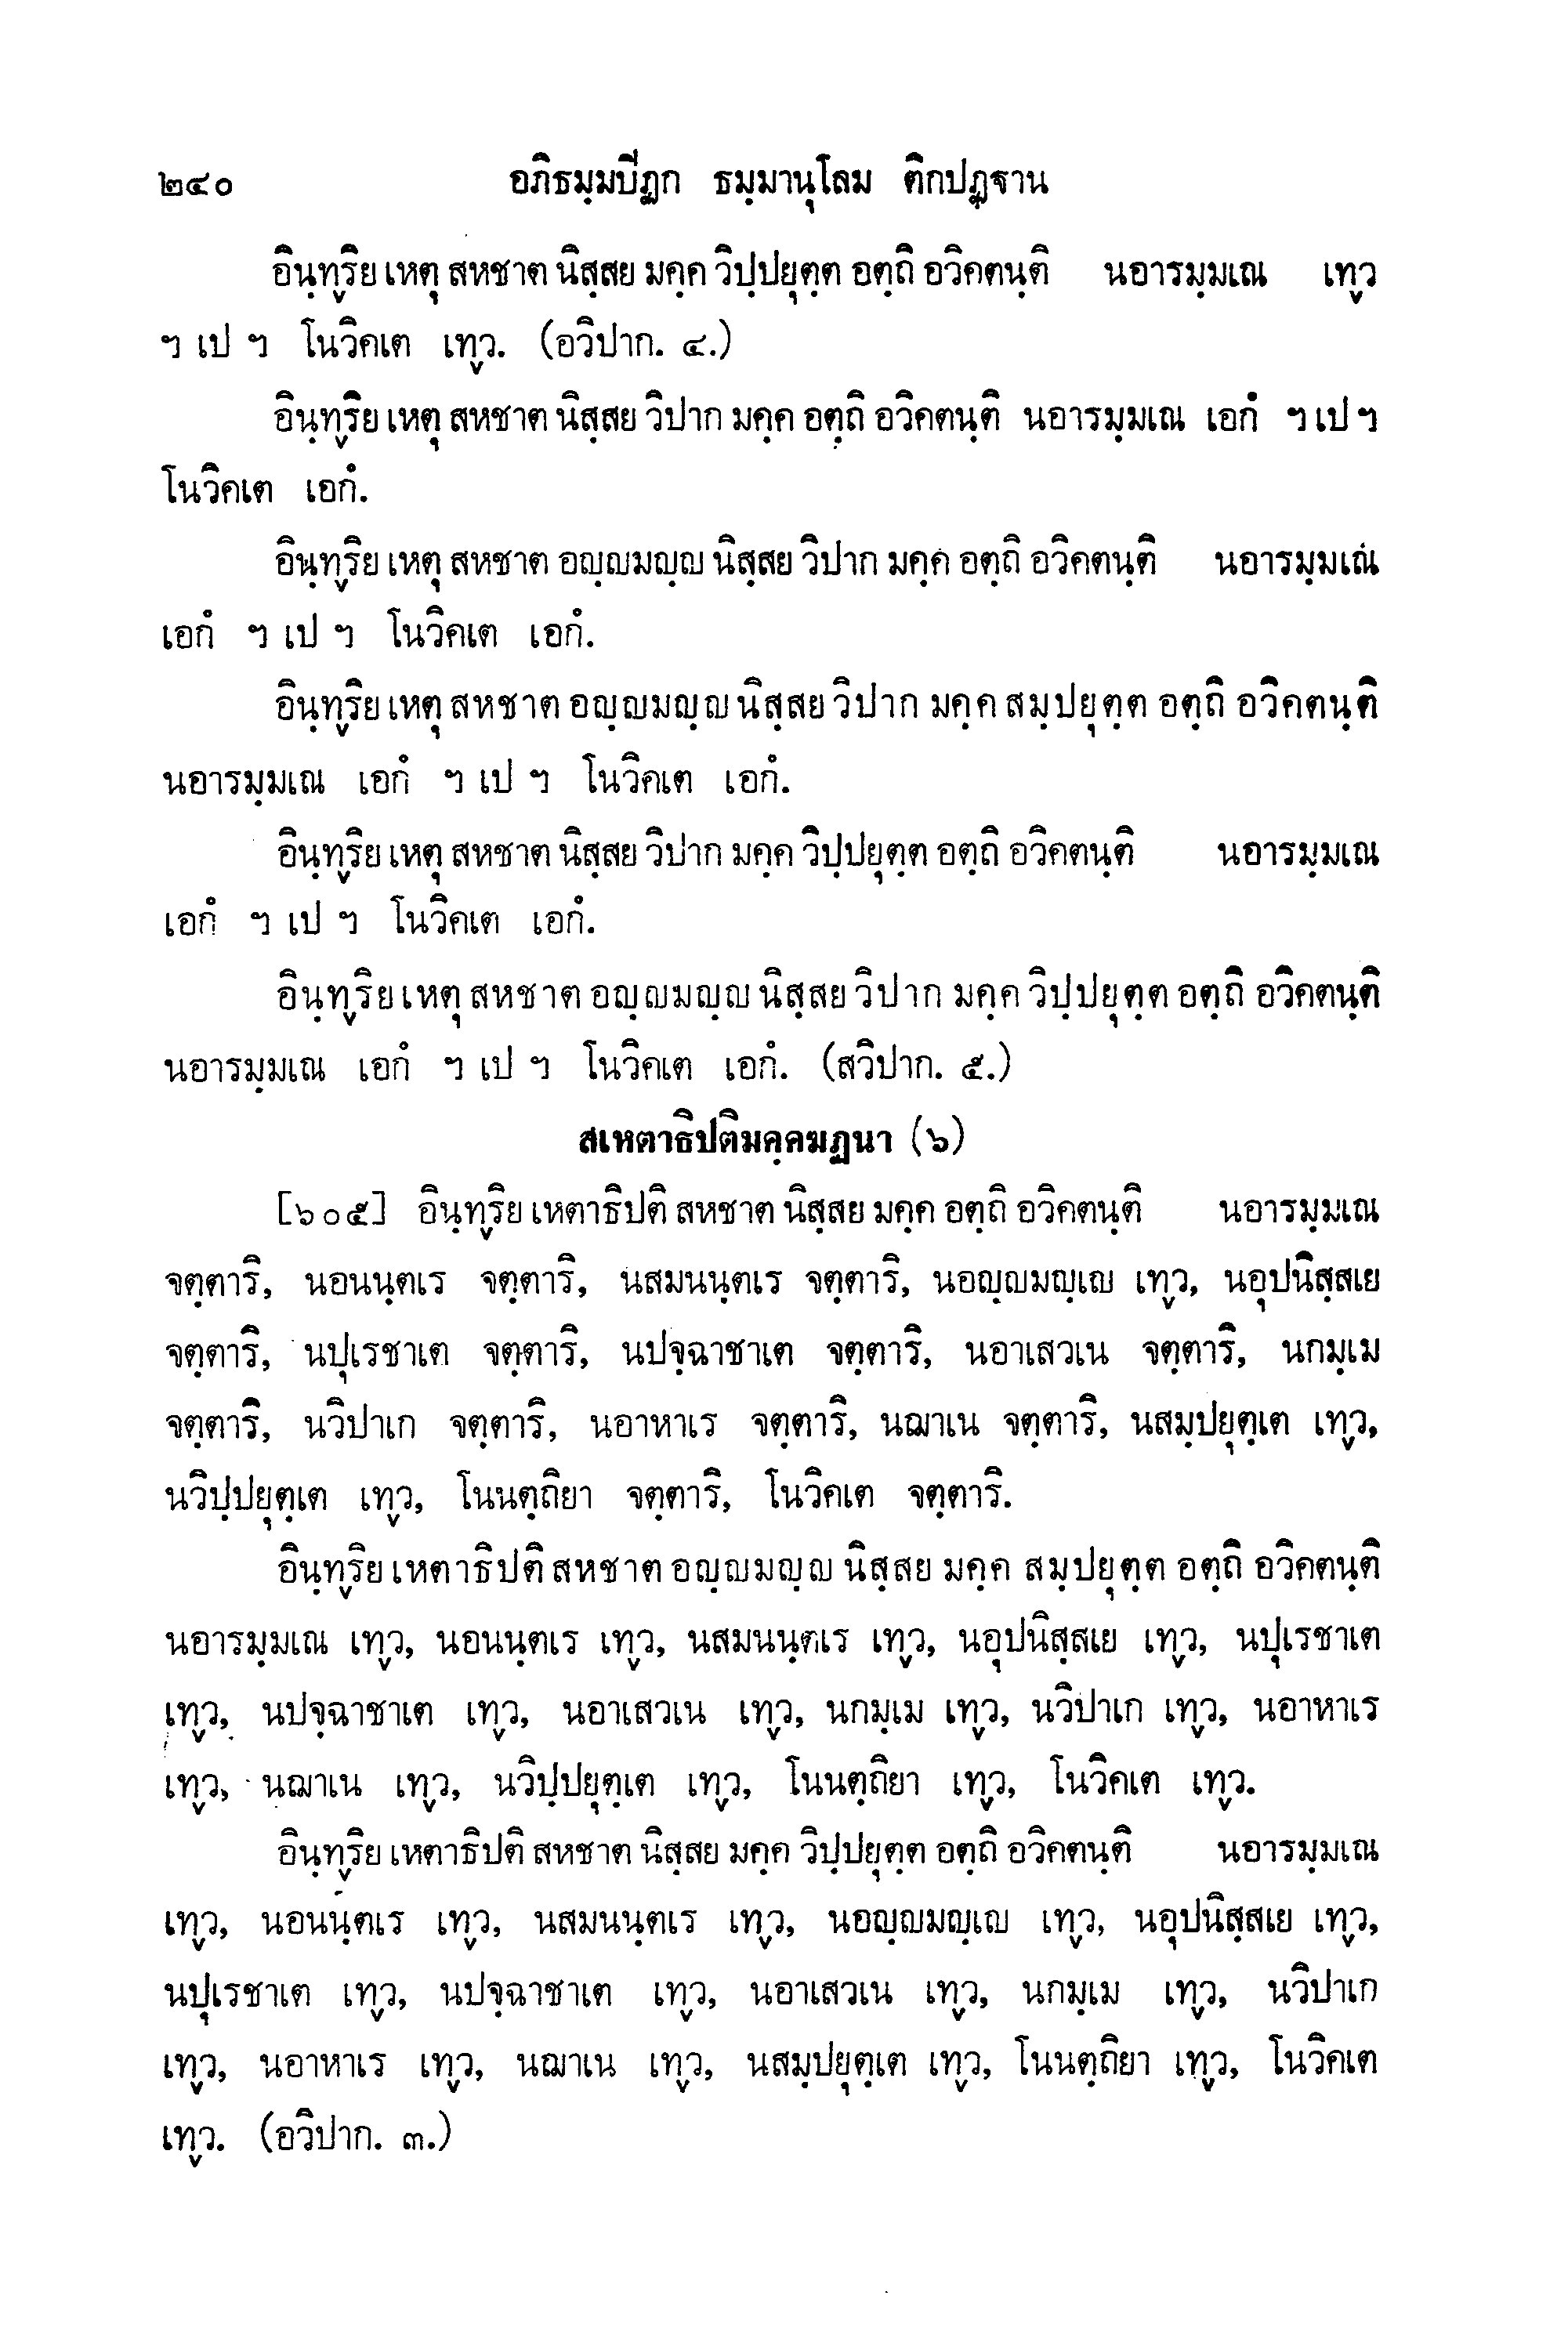 ๒๔๐ อภิธมฺมปิฏก ธมฺมานุโลม ติกปฏฺฐาน
อินฺทฺริย เหตุ สหชาต นิสฺสย มคฺค วิปฺปยุตฺต อตฺถิ อวิคตนฺติ นอารมฺมเณ เทฺว
ฯ เป ฯ โนวิคเต เทฺว. (อวิปาก. ๔.)
อินฺทฺริย เหตุ สหชาต นิสฺสย วิปาก มคฺค อตฺถิ อวิคตนฺติ นอารมฺมเณ เอกํ ฯ เป ฯ
โนวิคเต เอกํ.
อินฺทฺริย เหตุ สหชาต อญฺญมญฺญ นิสฺสย วิปาก มคฺค อตฺถิ อวิคตนฺติ นอารมฺมเณ
เอกํ ฯ เป ฯ โนวิคเต เอกํ.
อินฺทฺริย เหตุ สหชาต อญฺญมญฺญ นิสฺสย วิปาก มคฺค สมฺปยุตฺต อตฺถิ อวิคตนฺติ
นอารมฺมเณ เอกํ ฯ เป ฯ โนวิคเต เอกํ.
อินฺทฺริย เหตุ สหชาต นิสฺสย วิปาก มคฺค วิปฺปยุตฺต อตฺถิ อวิคตนฺติ นอารมฺมเณ
เอกํ ฯ เป ฯ โนวิคเต เอกํ.
อินฺทฺริย เหตุ สหชาต อญฺญมญฺญ นิสฺสย วิปาก มคฺค วิปฺปยุตฺต อตฺถิ อวิคตนฺติ
นอารมฺมเณ เอกํ ฯ เป ฯ โนวิคเต เอกํ. (สวิปาก. ๕.)
สเหตาธิปติมคฺคฆฏนา (๖)
[๖๐๕] อินฺทฺริย เหตาธิปติ สหชาต นิสฺสย มคฺค อตฺถิ อวิคตนฺติ นอารมฺมเณ
จตฺตาริ, นอนนฺตเร จตฺตาริ, นสมนนฺตเร จตฺตาริ, นอญฺญมญฺเญ เทฺว, นอุปนิสฺสเย
จตฺตาริ, นปุเรชาเต จตฺตาริ, นปจฺฉาชาเต จตฺตาริ, นอาเสวเน จตฺตาริ, นกมฺเม
จตฺตาริ, นวิปาเก จตฺตาริ, นอาหาเร จตฺตาริ, นฌาเน จตฺตาริ, นสมฺปยุตฺเต เทฺว,
นวิปฺปยุตฺเต เทฺว, โนนตฺถิยา จตฺตาริ, โนวิคเต จตฺตาริ.
อินฺทฺริย เหตาธิปติ สหชาต อญฺญมญฺญ นิสฺสย มคฺค สมฺปยุตฺต อตฺถิ อวิคตนฺติ
นอารมฺมเณ เทฺว, นอนนฺตเร เทฺว, นสมนนฺตเร เทฺว, นอุปนิสฺสเย เทฺว, นปุเรชาเต
เทฺว, นปจฺฉาชาเต เทฺว, นอาเสวเน เทฺว, นกมฺเม เทฺว, นวิปาเก เทฺว, นอาหาเร
เทฺว, นฌาเน เทฺว, นวิปฺปยุตฺเต เทฺว, โนนตฺถิยา เทฺว, โนวิคเต เทฺว.
อินฺทฺริย เหตาธิปติ สหชาต นิสฺสย มคฺค วิปฺปยุตฺต อตฺถิ อวิคตนฺติ นอารมฺมเณ
เทฺว, นอนนฺตเร เทฺว, นสมนนฺตเร เทฺว, นอญฺญมญฺเญ เทฺว, นอุปนิสฺสเย เทฺว,
นปุเรชาเต เทฺว, นปจฺฉาชาเต เทฺว, นอาเสวเน เทฺว, นกมฺเม เทฺว, นวิปาเก
เทฺว, นอาหาเร เทฺว, นฌาเน เทฺว, นสมฺปยุตฺเต เทฺว, โนนตฺถิยา เทฺว, โนวิคเต
เทฺว. (อวิปาก. ๓.)